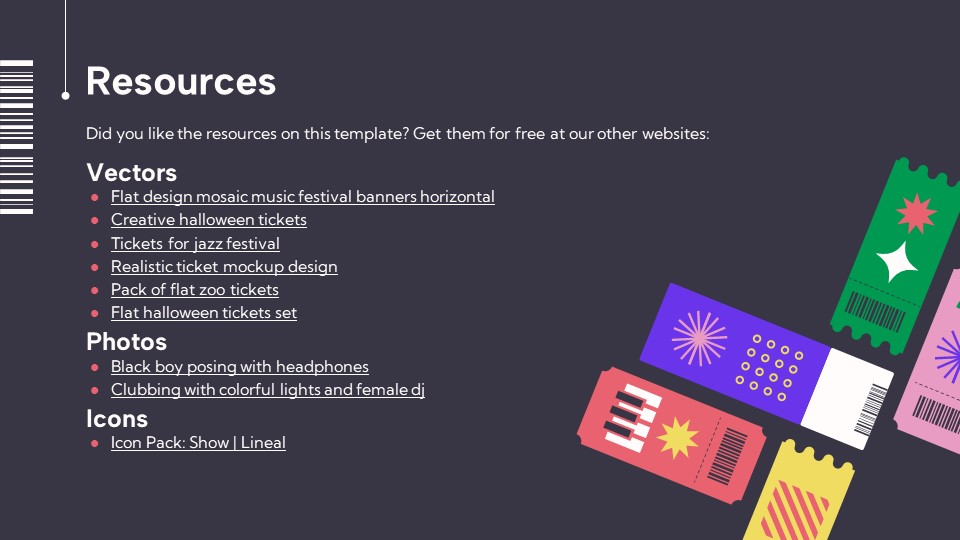 Resources
Did you like the resources on this template? Get them for free at our other websites:
Vectors
Flat design mosaic music festival banners horizontal
Creative halloween tickets
Tickets for jazz festival
Realistic ticket mockup design
Pack of flat zoo tickets
Flat halloween tickets set
Photos
Black boy posing with headphones
Clubbing with colorful lights and female dj
Icons
Icon Pack: Show | Lineal